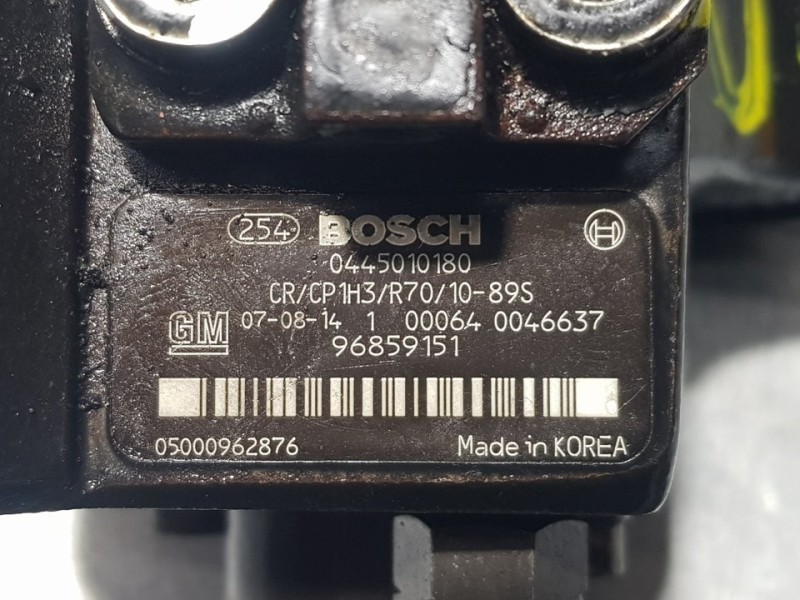 254 BOSCH
0445010180
CR/CP1H3/R70/10-89S
GM 07-08-14 1 00064 0046637
96859151
05000962876 Made in KOREA